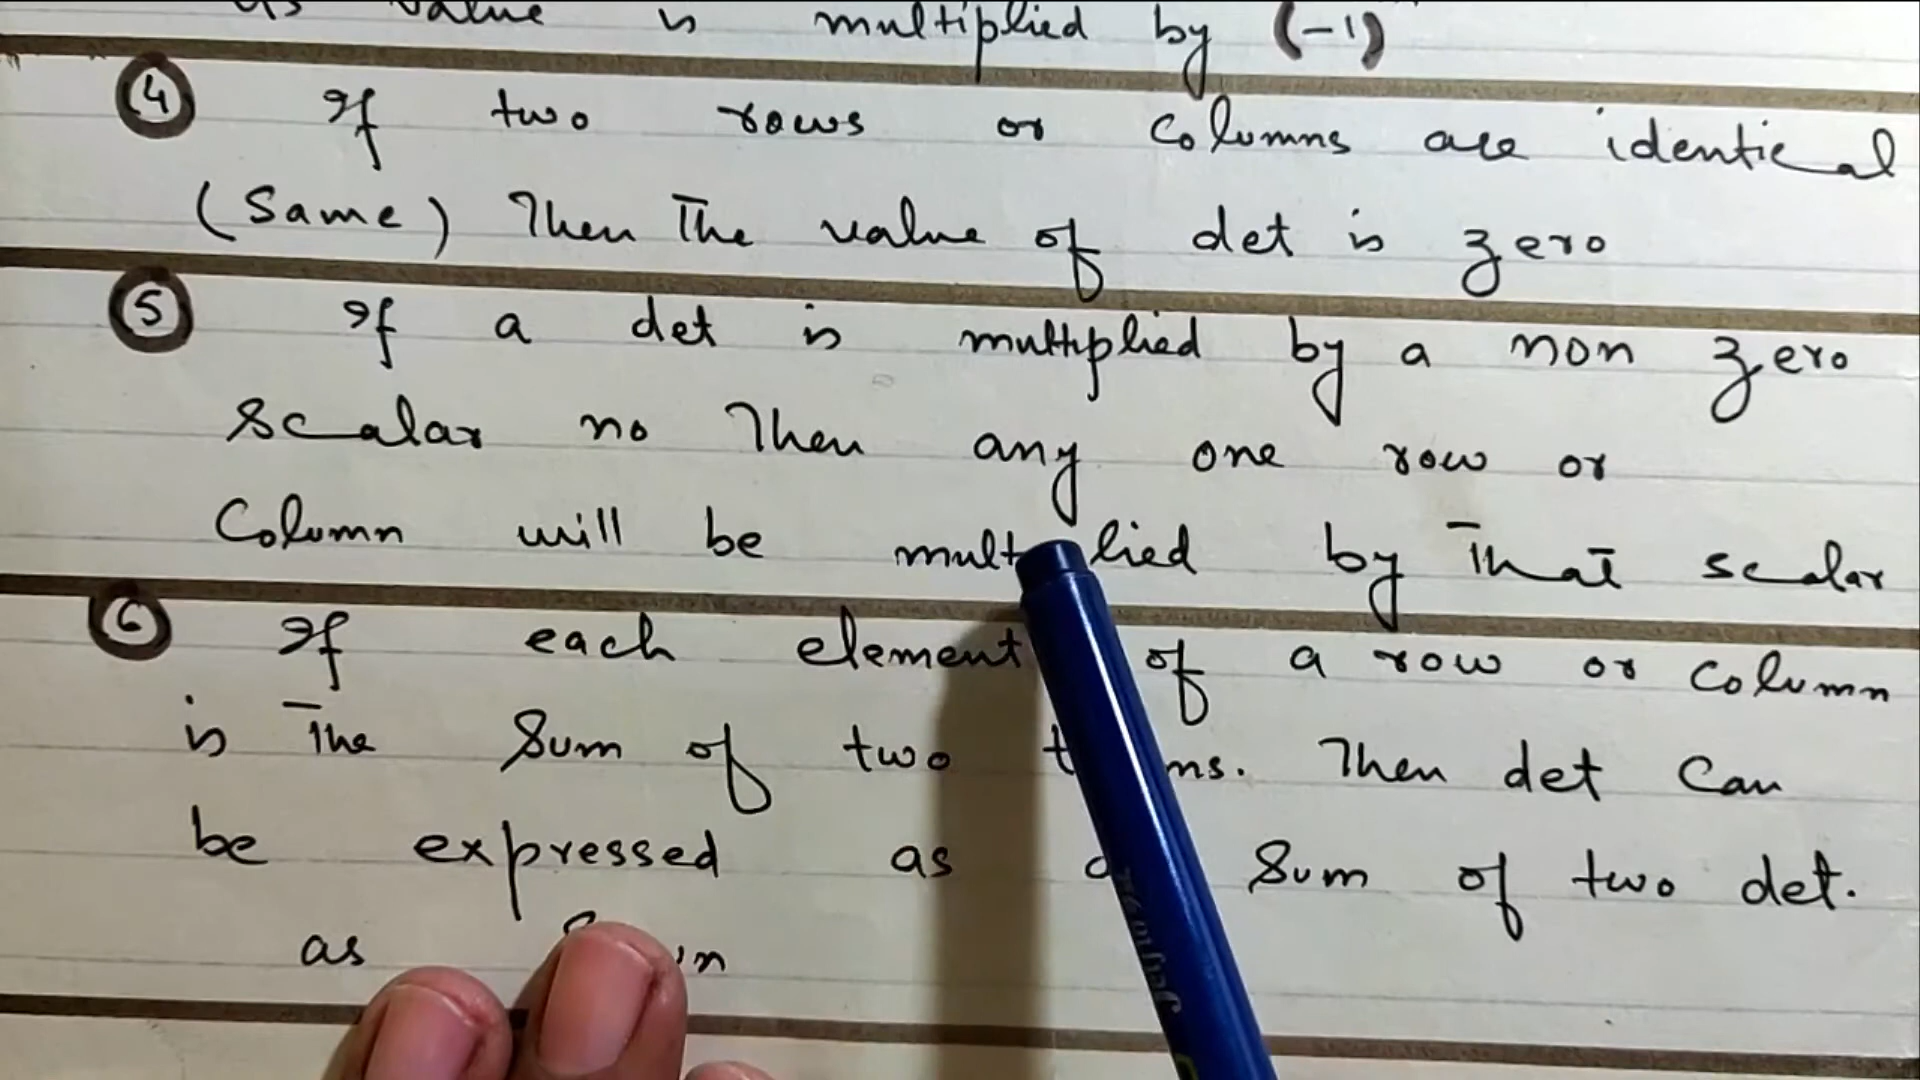 value is multiplied by (-1)
④ If two rows or columns are identical
(Same) Then The value of det is zero
⑤ If a det is multiplied by a non zero
Scalar no Then any one row or
Column will be by That scalar
⑥ If each element of a row or column
is The Sum of two Then det can
be expressed as Sum of two det.
as